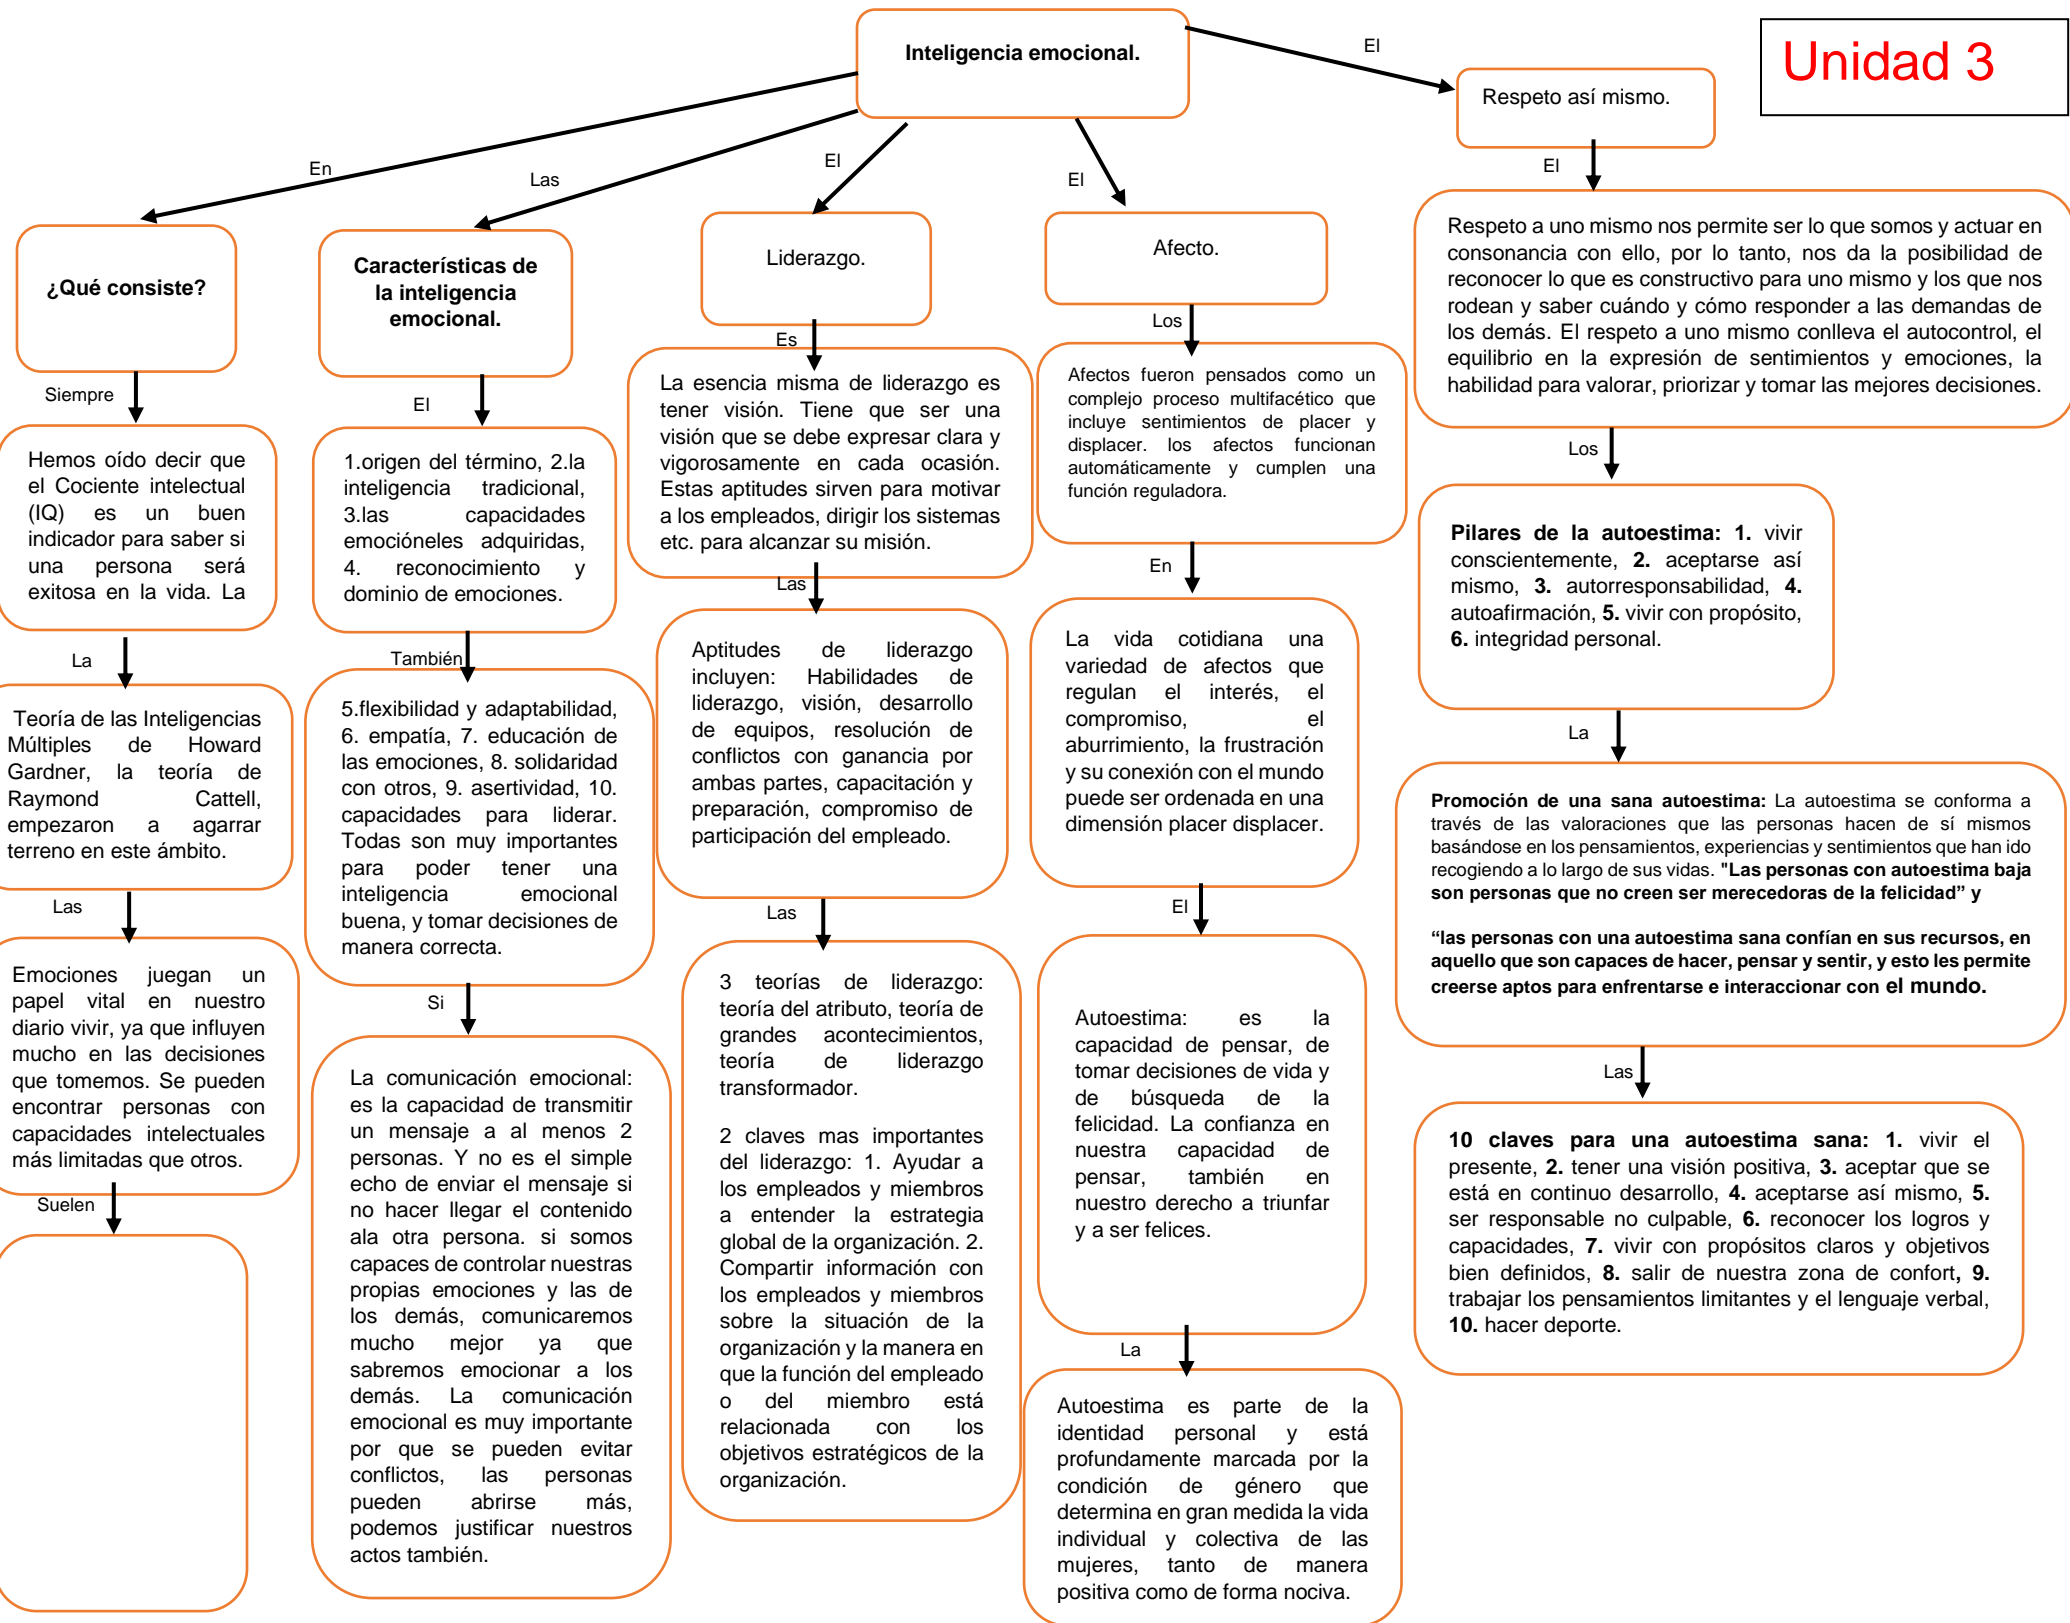 Unidad 3
Inteligencia emocional.
El
Respeto así mismo.
El
Respeto a uno mismo nos permite ser lo que somos y actuar en
consonancia con ello, por lo tanto, nos da la posibilidad de
reconocer lo que es constructivo para uno mismo y los que nos
rodean y saber cuándo y cómo responder a las demandas de
los demás. El respeto a uno mismo conlleva el autocontrol, el
equilibrio en la expresión de sentimientos y emociones, la
habilidad para valorar, priorizar y tomar las mejores decisiones.
Los
Pilares de la autoestima: 1. vivir
conscientemente, 2. aceptarse así
mismo, 3. autorresponsabilidad, 4.
autoafirmación, 5. vivir con propósito,
6. integridad personal.
La
Promoción de una sana autoestima: La autoestima se conforma a
través de las valoraciones que las personas hacen de sí mismos
basándose en los pensamientos, experiencias y sentimientos que han ido
recogiendo a lo largo de sus vidas. "Las personas con autoestima baja
son personas que no creen ser merecedoras de la felicidad” y
“las personas con una autoestima sana confían en sus recursos, en
aquello que son capaces de hacer, pensar y sentir, y esto les permite
creerse aptos para enfrentarse e interaccionar con el mundo.
Las
10 claves para una autoestima sana: 1. vivir el
presente, 2. tener una visión positiva, 3. aceptar que se
está en continuo desarrollo, 4. aceptarse así mismo, 5.
ser responsable no culpable, 6. reconocer los logros y
capacidades, 7. vivir con propósitos claros y objetivos
bien definidos, 8. salir de nuestra zona de confort, 9.
trabajar los pensamientos limitantes y el lenguaje verbal,
10. hacer deporte.
En
¿Qué consiste?
Siempre
Hemos oído decir que
el Cociente intelectual
(IQ) es un buen
indicador para saber si
una persona será
exitosa en la vida. La
La
Teoría de las Inteligencias
Múltiples de Howard
Gardner, la teoría de
Raymond Cattell,
empezaron a agarrar
terreno en este ámbito.
Las
Emociones juegan un
papel vital en nuestro
diario vivir, ya que influyen
mucho en las decisiones
que tomemos. Se pueden
encontrar personas con
capacidades intelectuales
más limitadas que otros.
Suelen
Las
Características de
la inteligencia
emocional.
El
1.origen del término, 2.la
inteligencia tradicional,
3.las capacidades
emocióneles adquiridas,
4. reconocimiento y
dominio de emociones.
También
5.flexibilidad y adaptabilidad,
6. empatía, 7. educación de
las emociones, 8. solidaridad
con otros, 9. asertividad, 10.
capacidades para liderar.
Todas son muy importantes
para poder tener una
inteligencia emocional
buena, y tomar decisiones de
manera correcta.
Si
La comunicación emocional:
es la capacidad de transmitir
un mensaje a al menos 2
personas. Y no es el simple
echo de enviar el mensaje si
no hacer llegar el contenido
ala otra persona. si somos
capaces de controlar nuestras
propias emociones y las de
los demás, comunicaremos
mucho mejor ya que
sabremos emocionar a los
demás. La comunicación
emocional es muy importante
por que se pueden evitar
conflictos, las personas
pueden abrirse más,
podemos justificar nuestros
actos también.
El
Liderazgo.
Es
La esencia misma de liderazgo es
tener visión. Tiene que ser una
visión que se debe expresar clara y
vigorosamente en cada ocasión.
Estas aptitudes sirven para motivar
a los empleados, dirigir los sistemas
etc. para alcanzar su misión.
Las
Aptitudes de liderazgo
incluyen: Habilidades de
liderazgo, visión, desarrollo
de equipos, resolución de
conflictos con ganancia por
ambas partes, capacitación y
preparación, compromiso de
participación del empleado.
Las
3 teorías de liderazgo:
teoría del atributo, teoría de
grandes acontecimientos,
teoría de liderazgo
transformador.
2 claves mas importantes
del liderazgo: 1. Ayudar a
los empleados y miembros
a entender la estrategia
global de la organización. 2.
Compartir información con
los empleados y miembros
sobre la situación de la
organización y la manera en
que la función del empleado
o del miembro está
relacionada con los
objetivos estratégicos de la
organización.
El
Afecto.
Los
Afectos fueron pensados como un
complejo proceso multifacético que
incluye sentimientos de placer y
displacer. los afectos funcionan
automáticamente y cumplen una
función reguladora.
En
La vida cotidiana una
variedad de afectos que
regulan el interés, el
compromiso, el
aburrimiento, la frustración
y su conexión con el mundo
puede ser ordenada en una
dimensión placer displacer.
El
Autoestima: es la
capacidad de pensar, de
tomar decisiones de vida y
de búsqueda de la
felicidad. La confianza en
nuestra capacidad de
pensar, también en
nuestro derecho a triunfar
y a ser felices.
La
Autoestima es parte de la
identidad personal y está
profundamente marcada por la
condición de género que
determina en gran medida la vida
individual y colectiva de las
mujeres, tanto de manera
positiva como de forma nociva.